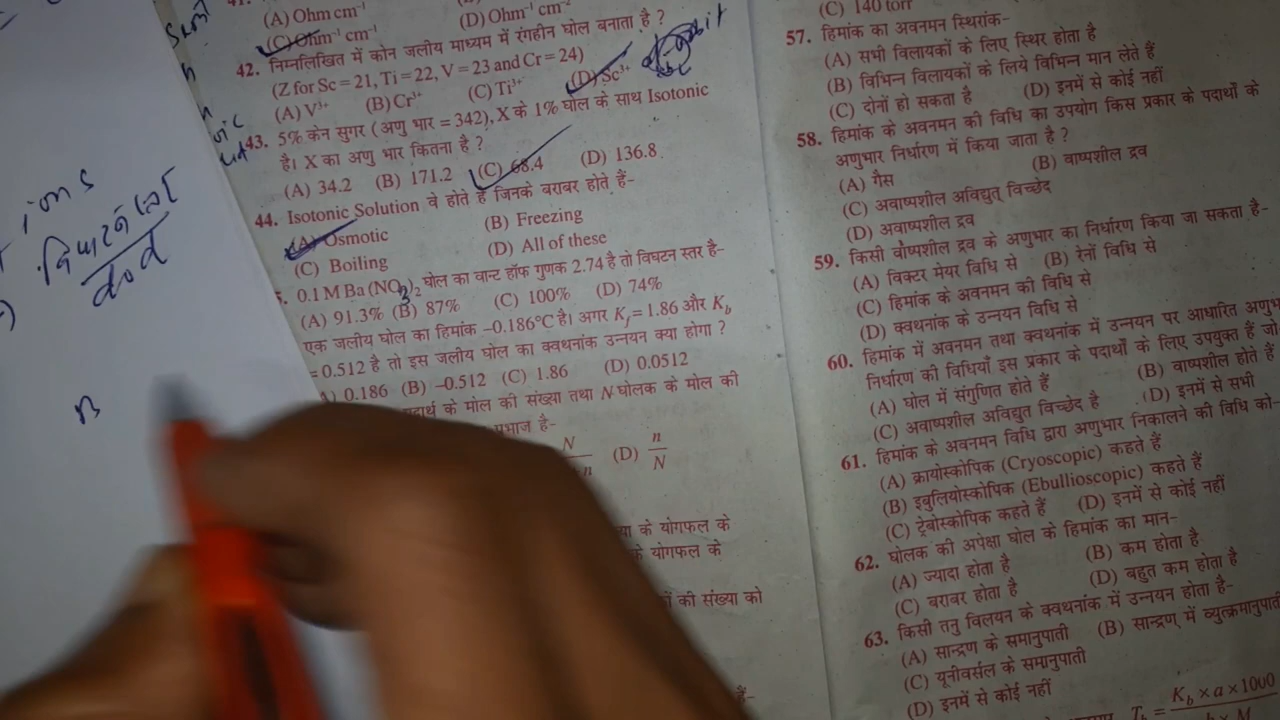 ions
B
(A) Ohm cm⁻¹
(D) Ohm⁻¹ cm⁻
(C) Ohm⁻¹ cm⁻¹
42. निम्नलिखित में कौन जलीय माध्यम में रंगहीन घोल बनाता है ?
(Z for Sc = 21, Ti = 22, V = 23 and Cr = 24)
(A) V³⁺ (B) Cr³⁺ (C) Ti³⁺ (D) Sc³⁺
43. 5% केन सुगर (अणु भार = 342), X के 1% घोल के साथ Isotonic
है। X का अणु भार कितना है ?
(A) 34.2 (B) 171.2 (C) 68.4 (D) 136.8
44. Isotonic Solution वे होते हैं जिनके बराबर होते हैं-
(A) Osmotic (B) Freezing
(C) Boiling (D) All of these
5. 0.1 M Ba(NO3)₂ घोल का वान्ट हॉफ गुणक 2.74 है तो विघटन स्तर है-
(A) 91.3% (B) 87% (C) 100% (D) 74%
एक जलीय घोल का हिमांक –0.186°C है। अगर K_f = 1.86 और K_b
= 0.512 है तो इस जलीय घोल का क्वथनांक उन्नयन क्या होगा ?
0.186 (B) –0.512 (C) 1.86 (D) 0.0512
के मोल की संख्या तथा N घोलक के मोल की
है-
N
n (D) n/N
के योगफल के
के योगफल के
की संख्या को
(C) 140 torr
57. हिमांक का अवनमन स्थिरांक-
(A) सभी विलायकों के लिए स्थिर होता है
(B) विभिन्न विलायकों के लिये विभिन्न मान लेते हैं
(C) दोनों हो सकता है (D) इनमें से कोई नहीं
58. हिमांक के अवनमन की विधि का उपयोग किस प्रकार के पदार्थों के
अणुभार निर्धारण में किया जाता है ?
(A) गैस (B) वाष्पशील द्रव
(C) अवाष्पशील अविद्युत् विच्छेद
(D) अवाष्पशील द्रव
59. किसी वाष्पशील द्रव के अणुभार का निर्धारण किया जा सकता है-
(A) विक्टर मेयर विधि से (B) रेनों विधि से
(C) हिमांक के अवनमन की विधि से
(D) क्वथनांक के उन्नयन विधि से
60. हिमांक में अवनमन तथा क्वथनांक में उन्नयन पर आधारित
निर्धारण की विधियाँ इस प्रकार के पदार्थों के लिए उपयुक्त हैं जो
(A) घोल में संगुणित होते हैं (B) वाष्पशील होते हैं
(C) अवाष्पशील अविद्युत विच्छेद है (D) इनमें से सभी
61. हिमांक के अवनमन विधि द्वारा अणुभार निकालने की विधि को-
(A) क्रायोस्कोपिक (Cryoscopic) कहते हैं
(B) इबुलियोस्कोपिक (Ebullioscopic) कहते हैं
(C) ट्रेबोस्कोपिक कहते हैं (D) इनमें से कोई नहीं
62. घोलक की अपेक्षा घोल के हिमांक का मान-
(A) ज्यादा होता है (B) कम होता है
(C) बराबर होता है (D) बहुत कम होता है
63. किसी तनु विलयन के क्वथनांक में उन्नयन होता है-
(A) सान्द्रण के समानुपाती (B) सान्द्रण में व्युत्क्रमानुपाती
(C) यूनीवर्सल के समानुपाती
(D) इनमें से कोई नहीं
K_b × a × 1000